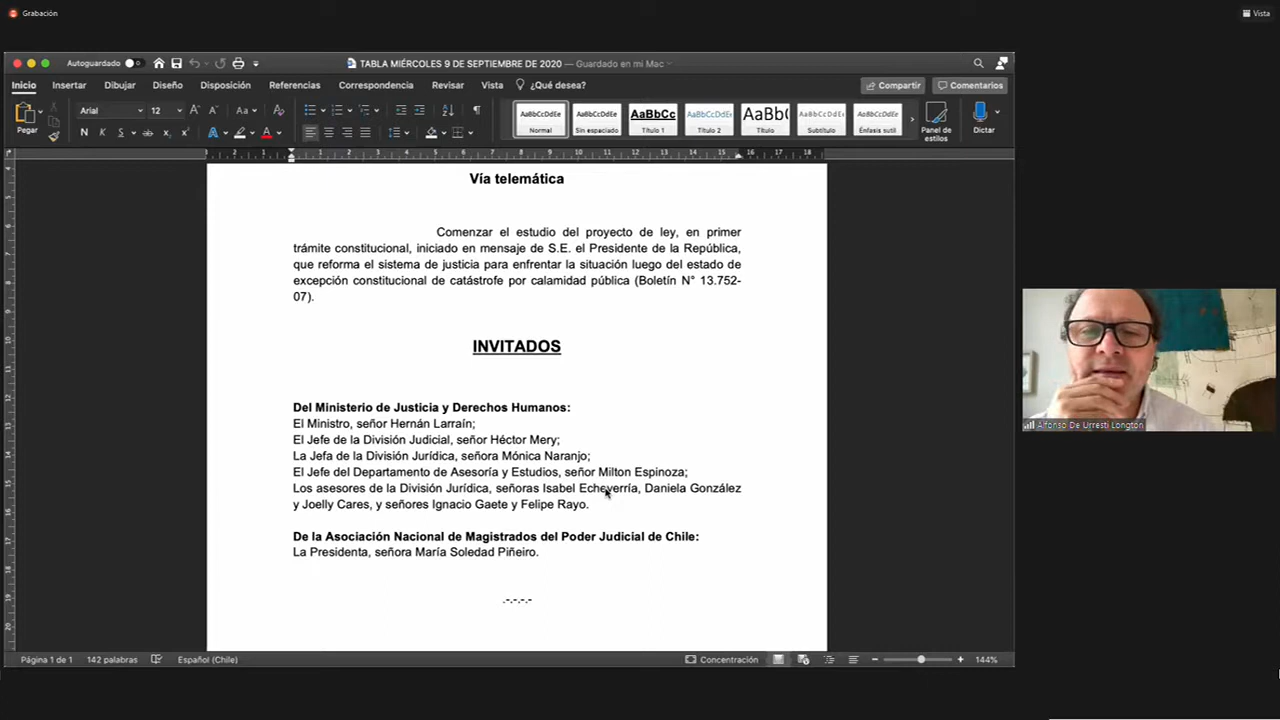 Grabación
Vista
Autoguardado
TABLA MIÉRCOLES 9 DE SEPTIEMBRE DE 2020 — Guardado en mi Mac
Inicio Insertar Dibujar Diseño Disposición Referencias Correspondencia Revisar Vista ¿Qué desea? Compartir Comentarios
Pegar
Arial 12
AaBbCcDdEe AaBbCcDdEe AaBbCc AaBbCcDdEe AaBbC AaBbCcDdEe AaBbCcDdEe
Normal Sin espaciado Título 1 Título 2 Título Subtítulo Énfasis sutil
Panel de estilos
Dictar
Vía telemática
Comenzar el estudio del proyecto de ley, en primer
trámite constitucional, iniciado en mensaje de S.E. el Presidente de la República,
que reforma el sistema de justicia para enfrentar la situación luego del estado de
excepción constitucional de catástrofe por calamidad pública (Boletín N° 13.752-
07).
INVITADOS
Del Ministerio de Justicia y Derechos Humanos:
El Ministro, señor Hernán Larraín;
El Jefe de la División Judicial, señor Héctor Mery;
La Jefa de la División Jurídica, señora Mónica Naranjo;
El Jefe del Departamento de Asesoría y Estudios, señor Milton Espinoza;
Los asesores de la División Jurídica, señoras Isabel Echeverría, Daniela González
y Joelly Cares, y señores Ignacio Gaete y Felipe Rayo.
De la Asociación Nacional de Magistrados del Poder Judicial de Chile:
La Presidenta, señora María Soledad Piñeiro.
.-.-.-.-
Página 1 de 1 142 palabras Español (Chile) Concentración 144%
Alfonso De Urresti Longton